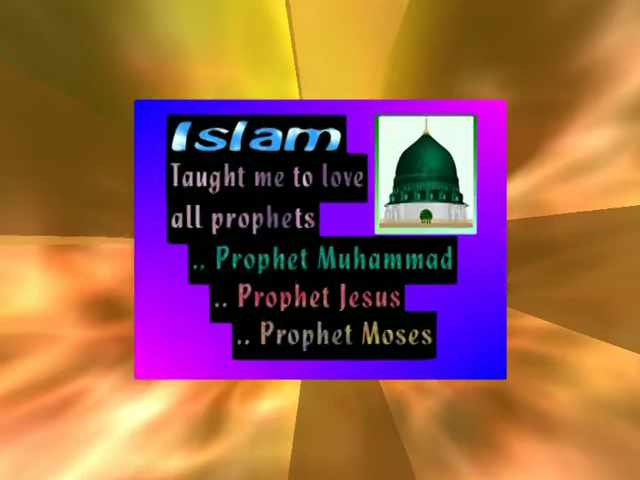 Islam
Taught me to love
all prophets
.. Prophet Muhammad
.. Prophet Jesus
.. Prophet Moses